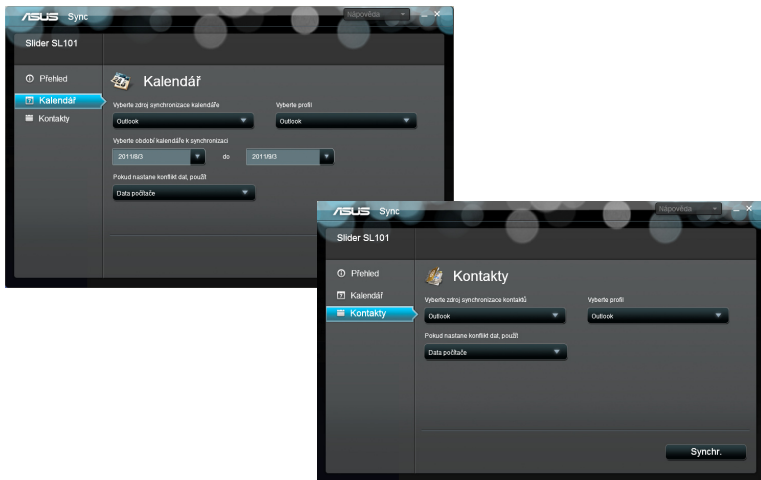 ASUS Sync
Nápověda
Slider SL101
Přehled
Kalendář
Kontakty
Kalendář
Vyberte zdroj synchronizace kalendáře
Vyberte profil
Outlook
Outlook
Vyberte období kalendáře k synchronizaci
2011/8/3
do
2011/9/3
Pokud nastane konflikt dat, použít
Data počítače
ASUS Sync
Nápověda
Slider SL101
Přehled
Kalendář
Kontakty
Kontakty
Vyberte zdroj synchronizace kontaktů
Vyberte profil
Outlook
Outlook
Pokud nastane konflikt dat, použít
Data počítače
Synchr.